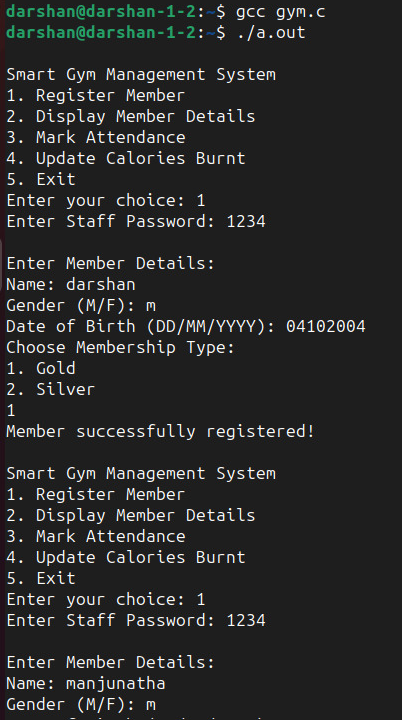 darshan@darshan-1-2:~$ gcc gym.c
darshan@darshan-1-2:~$ ./a.out
Smart Gym Management System
1. Register Member
2. Display Member Details
3. Mark Attendance
4. Update Calories Burnt
5. Exit
Enter your choice: 1
Enter Staff Password: 1234
Enter Member Details:
Name: darshan
Gender (M/F): m
Date of Birth (DD/MM/YYYY): 04102004
Choose Membership Type:
1. Gold
2. Silver
1
Member successfully registered!
Smart Gym Management System
1. Register Member
2. Display Member Details
3. Mark Attendance
4. Update Calories Burnt
5. Exit
Enter your choice: 1
Enter Staff Password: 1234
Enter Member Details:
Name: manjunatha
Gender (M/F): m